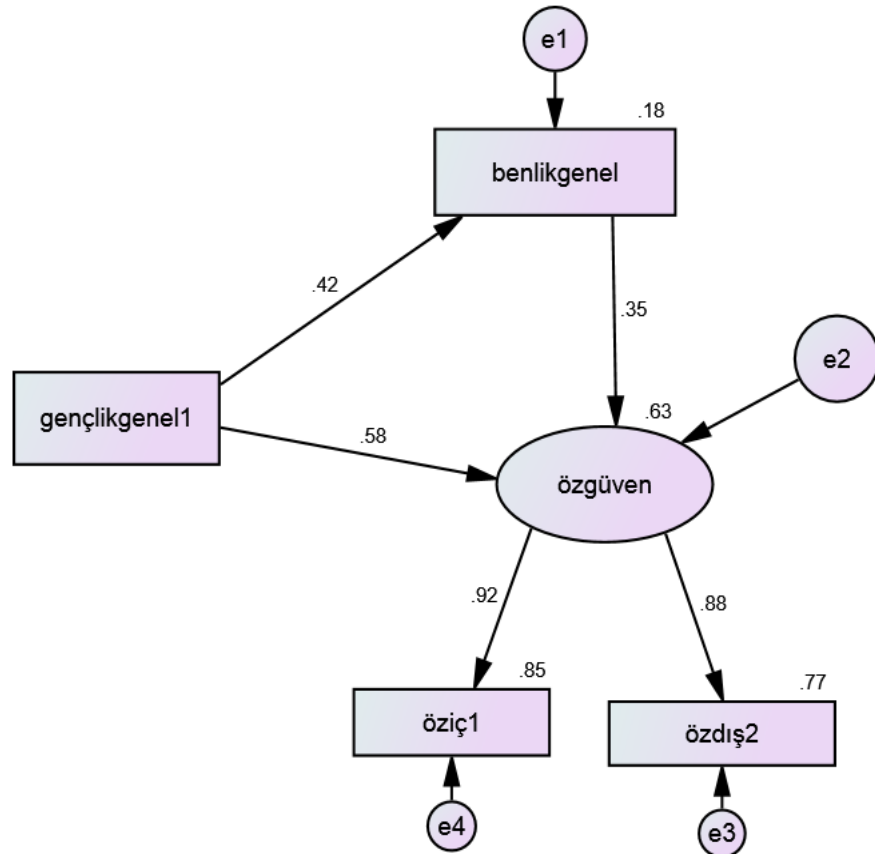 e1
.18
benlikgenel
.42
.35
e2
gençlikgenel1
.63
.58
özgüven
.92
.88
.85
.77
öziç1
özdış2
e4
e3